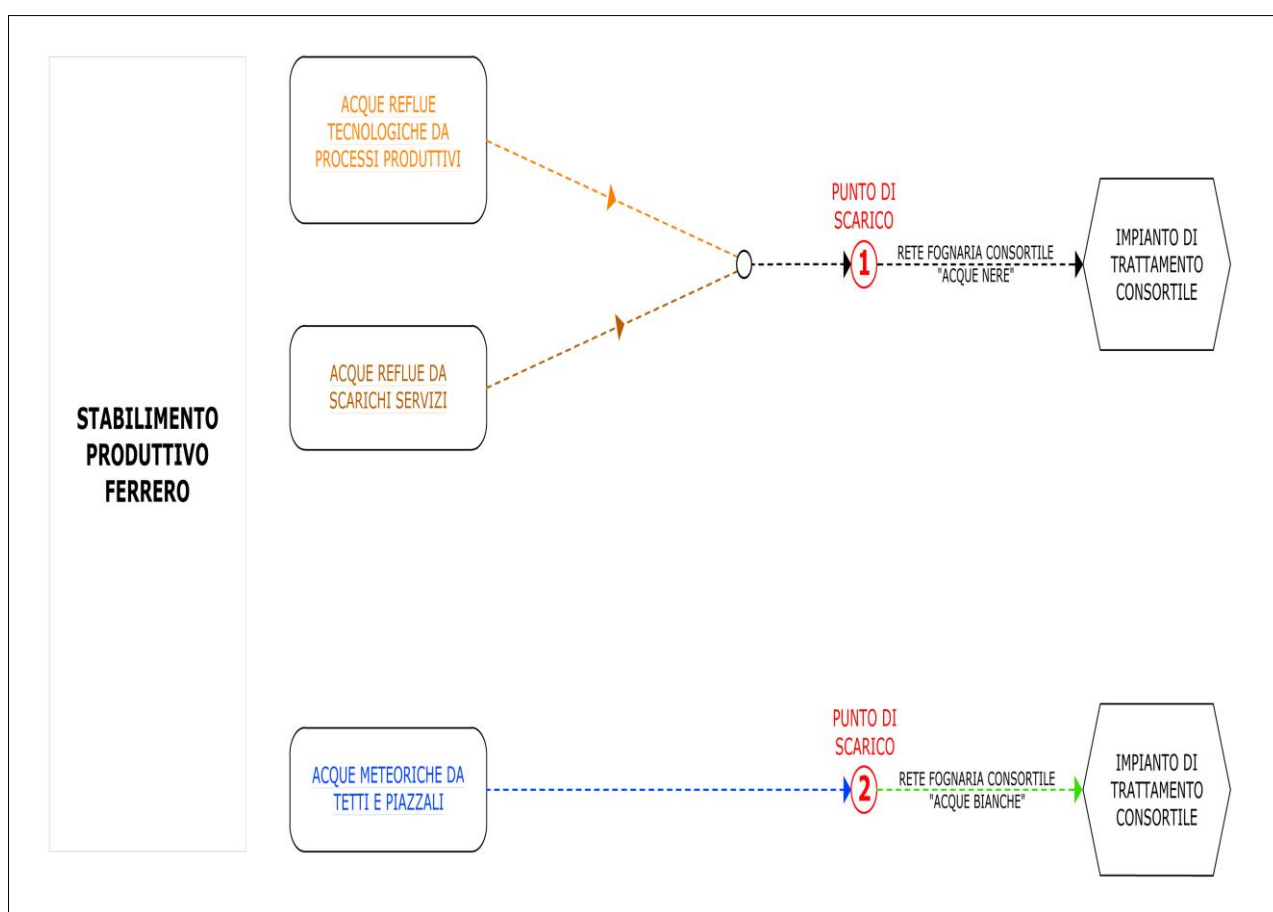 STABILIMENTO
PRODUTTIVO
FERRERO
ACQUE REFLUE
TECNOLOGICHE DA
PROCESSI PRODUTTIVI
ACQUE REFLUE DA
SCARICHI SERVIZI
PUNTO DI
SCARICO
1
RETE FOGNARIA CONSORTILE
"ACQUE NERE"
IMPIANTO DI
TRATTAMENTO
CONSORTILE
ACQUE METEORICHE DA
TETTI E PIAZZALI
PUNTO DI
SCARICO
2
RETE FOGNARIA CONSORTILE
"ACQUE BIANCHE"
IMPIANTO DI
TRATTAMENTO
CONSORTILE